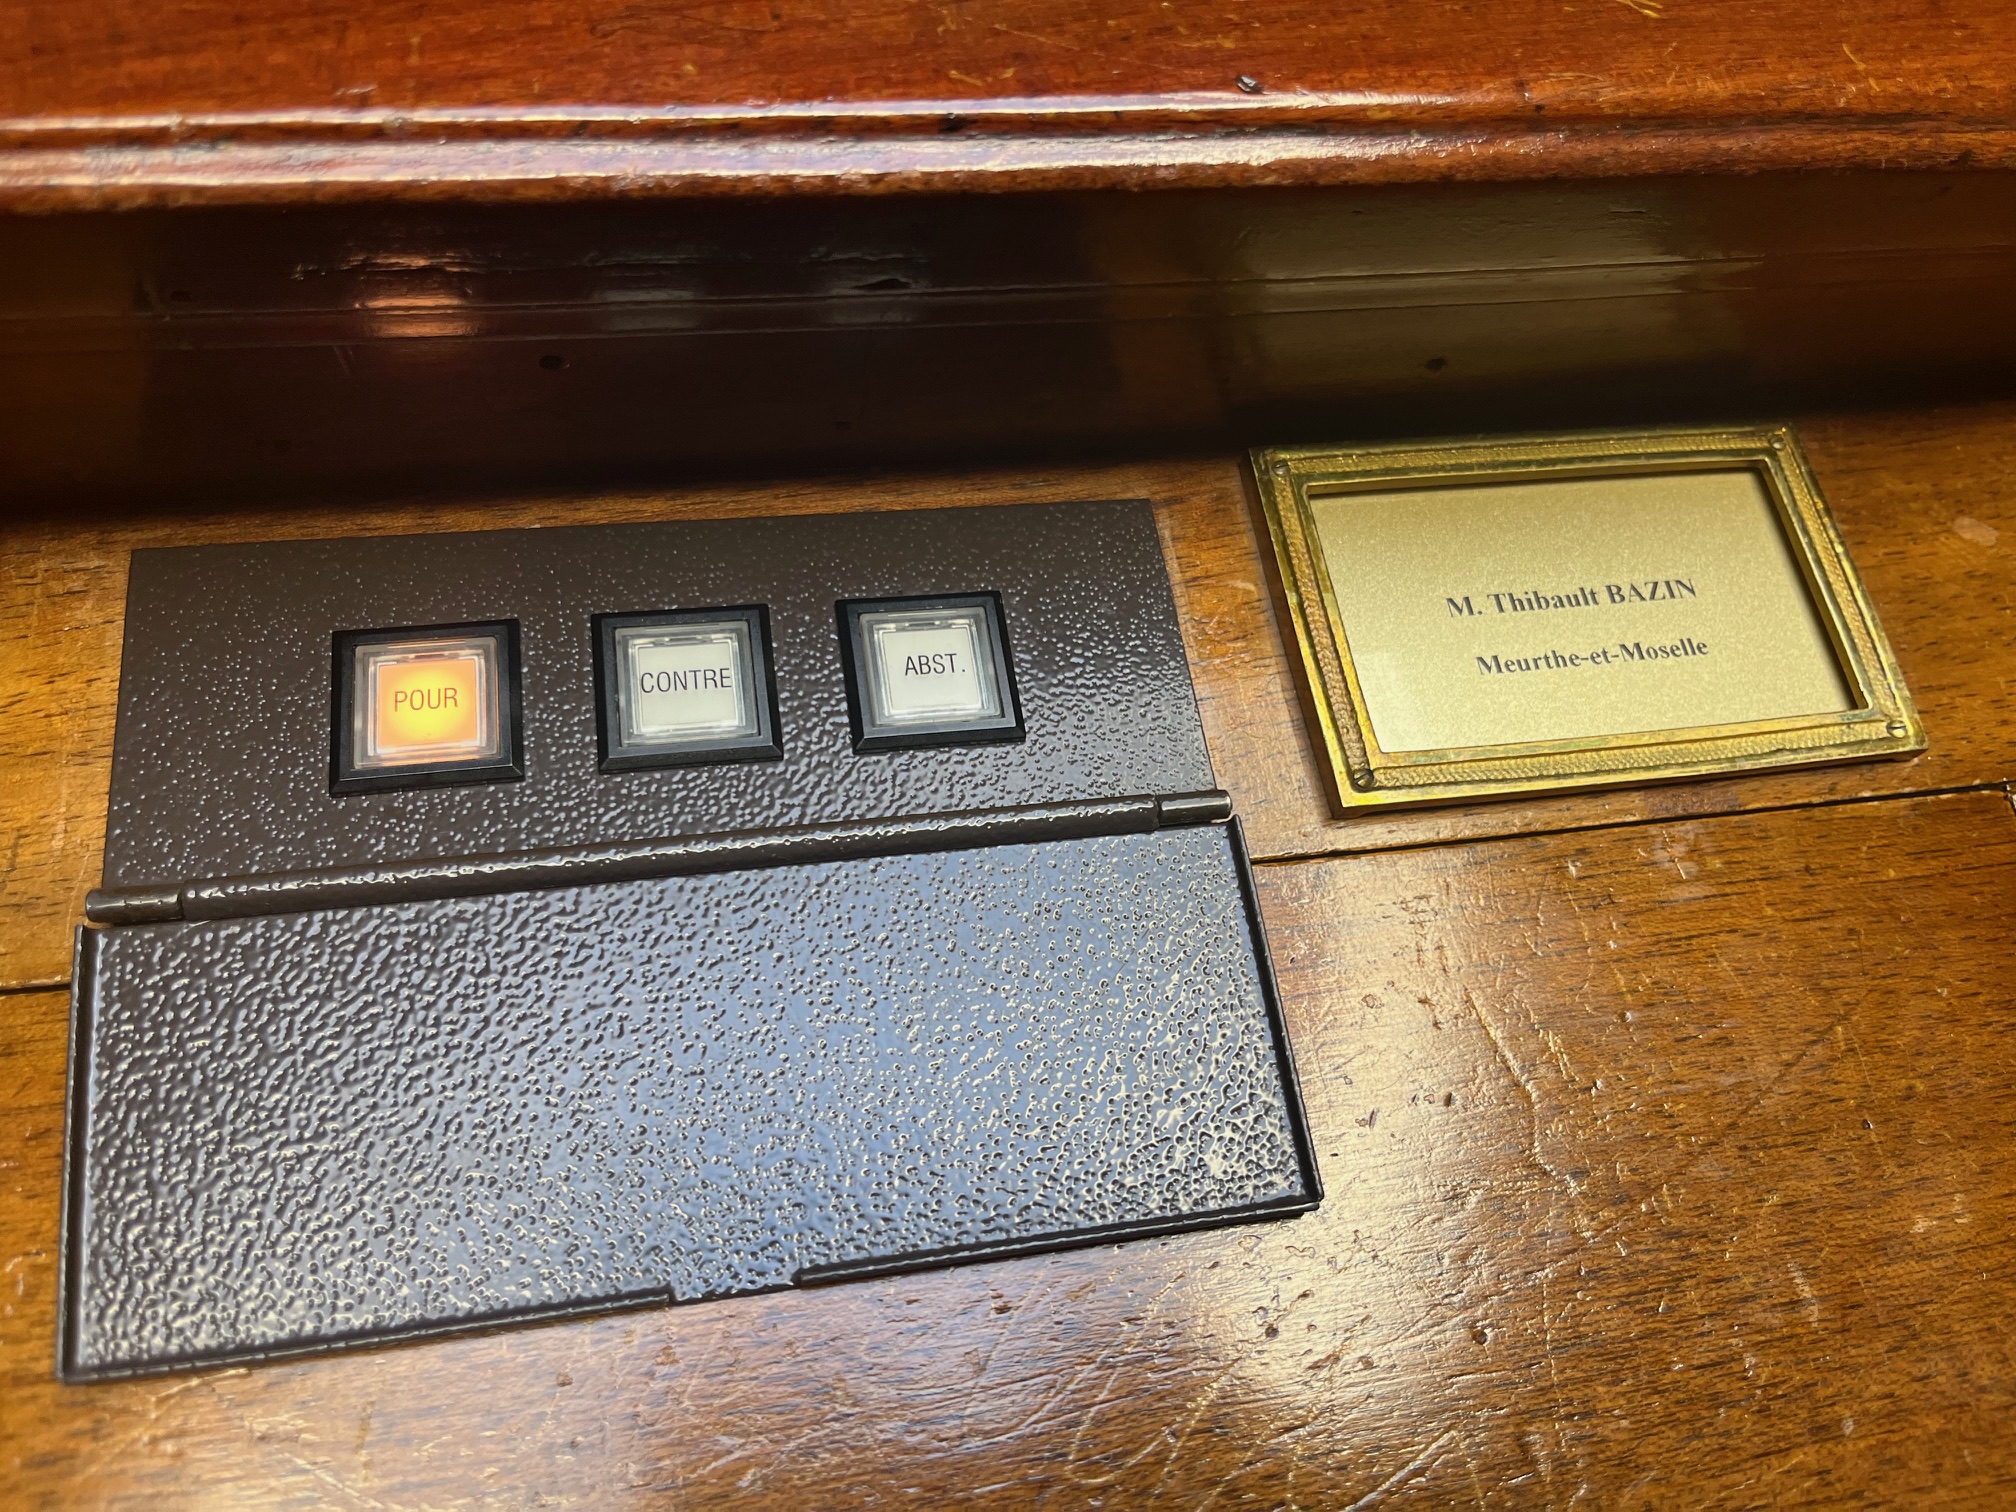 POUR
CONTRE
ABST.
M. Thibault BAZIN
Meurthe-et-Moselle